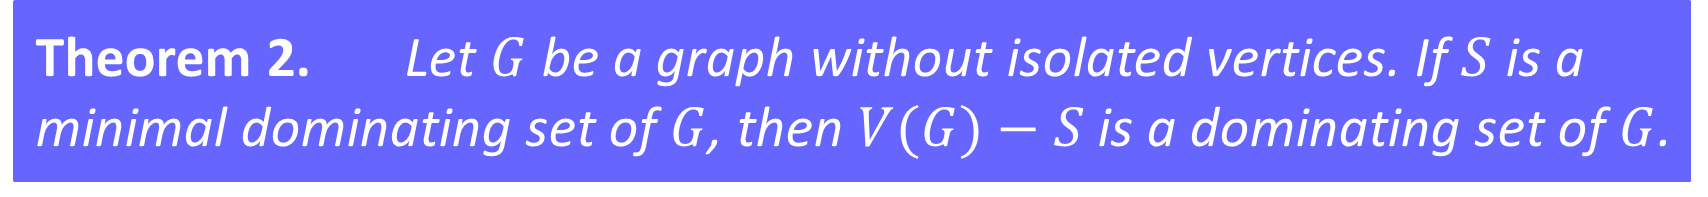 Theorem 2. Let G be a graph without isolated vertices. If S is a
minimal dominating set of G, then V(G) − S is a dominating set of G.